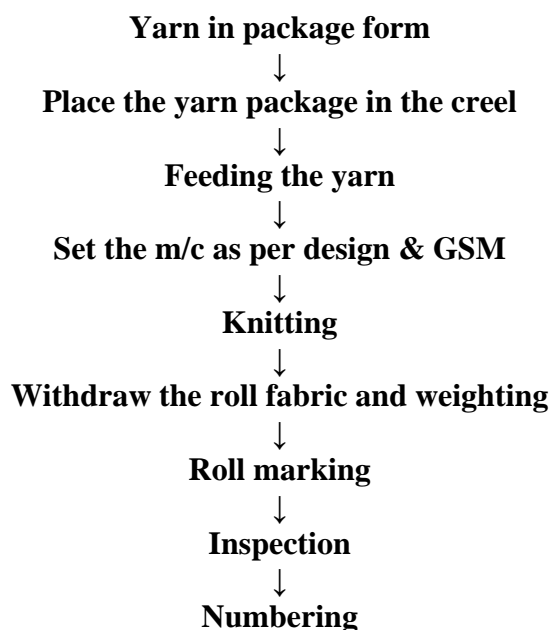 Yarn in package form
↓
Place the yarn package in the creel
↓
Feeding the yarn
↓
Set the m/c as per design & GSM
↓
Knitting
↓
Withdraw the roll fabric and weighting
↓
Roll marking
↓
Inspection
↓
Numbering